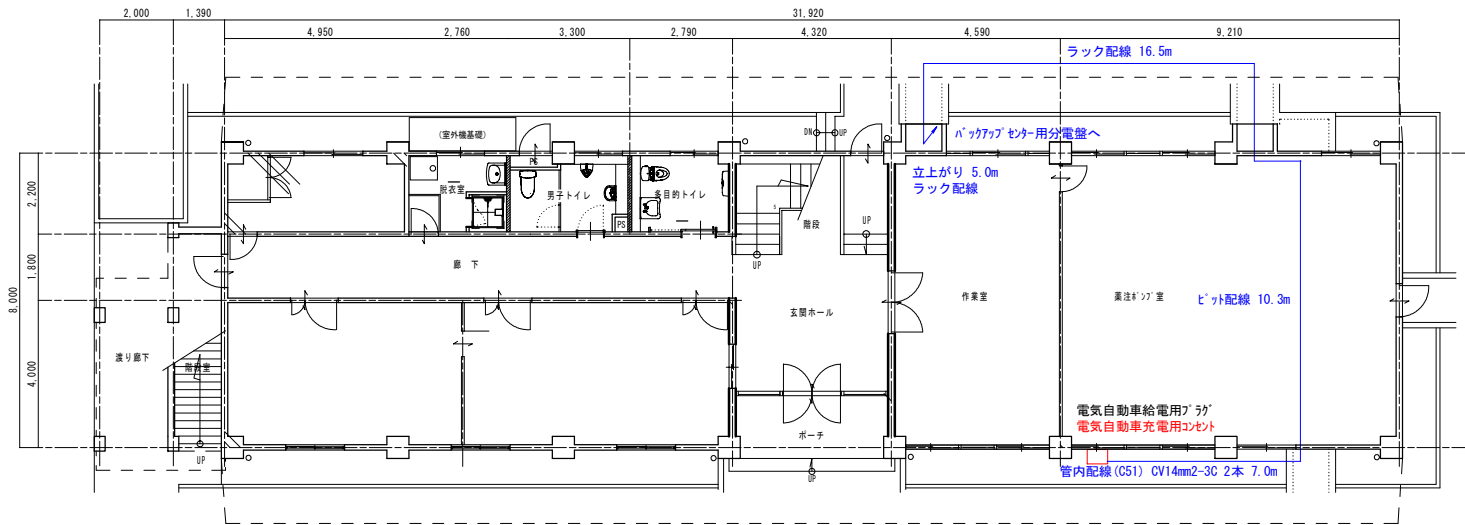 2,000
1,390
31,920
4,950
2,760
3,300
2,790
4,320
4,590
9,210
ラック配線 16.5m
(室外機基礎)
DN
UP
バックアップセンター用分電盤へ
PS
脱衣室
男子トイレ
多目的トイレ
立上がり 5.0m
ラック配線
2,200
5
PS
階段
UP
UP
廊 下
1,800
8,000
作業室
薬注ポンプ室
ピット配線 10.3m
玄関ホール
渡り廊下
階段室
4,000
電気自動車給電用プラグ
電気自動車充電用コンセント
ポーチ
UP
UP
管内配線(C51) CV14mm2-3C 2本 7.0m